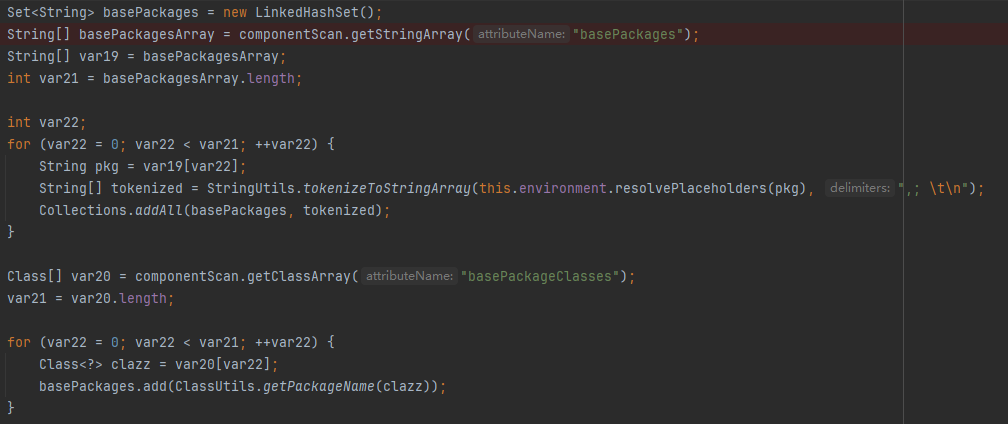 Set<String> basePackages = new LinkedHashSet();
String[] basePackagesArray = componentScan.getStringArray( attributeName: "basePackages");
String[] var19 = basePackagesArray;
int var21 = basePackagesArray.length;
int var22;
for (var22 = 0; var22 < var21; ++var22) {
String pkg = var19[var22];
String[] tokenized = StringUtils.tokenizeToStringArray(this.environment.resolvePlaceholders(pkg), delimiters: ",; \t\n");
Collections.addAll(basePackages, tokenized);
}
Class[] var20 = componentScan.getClassArray( attributeName: "basePackageClasses");
var21 = var20.length;
for (var22 = 0; var22 < var21; ++var22) {
Class<?> clazz = var20[var22];
basePackages.add(ClassUtils.getPackageName(clazz));
}